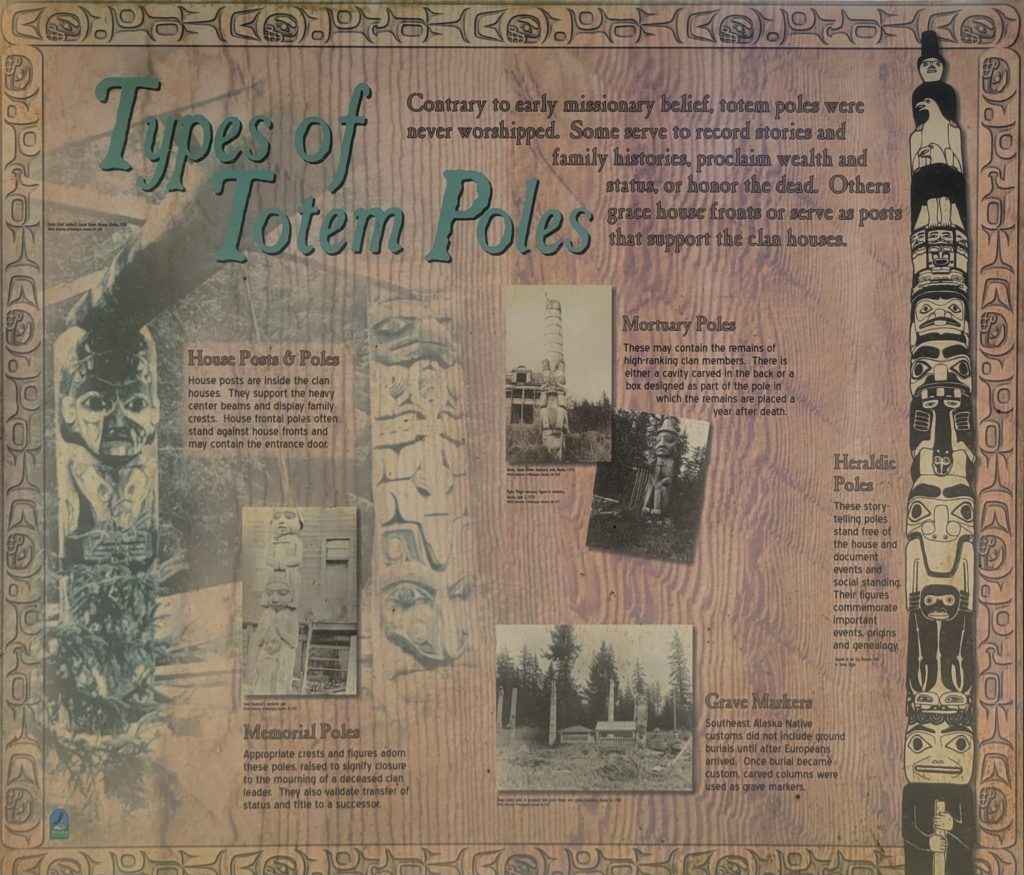 Types of
Totem Poles
Contrary to early missionary belief, totem poles were
never worshipped. Some serve to record stories and
family histories, proclaim wealth and
status, or honor the dead. Others
grace house fronts or serve as posts
that support the clan houses.
House Posts & Poles
House posts are inside the clan
houses. They support the heavy
center beams and display family
crests. House frontal poles often
stand against house fronts and
may contain the entrance door.
Mortuary Poles
These may contain the remains of
high-ranking clan members. There is
either a cavity carved in the back or a
box designed as part of the pole in
which the remains are placed a
year after death.
Heraldic
Poles
These story-
telling poles
stand free of
the house and
document
events and
social standing.
Their figures
commemorate
important
events, origins
and genealogy.
Memorial Poles
Appropriate crests and figures adorn
these poles, raised to signify closure
to the mourning of a deceased clan
leader. They also validate transfer of
status and title to a successor.
Grave Markers
Southeast Alaska Native
customs did not include ground
burials until after Europeans
arrived. Once burial became
custom, carved columns were
used as grave markers.